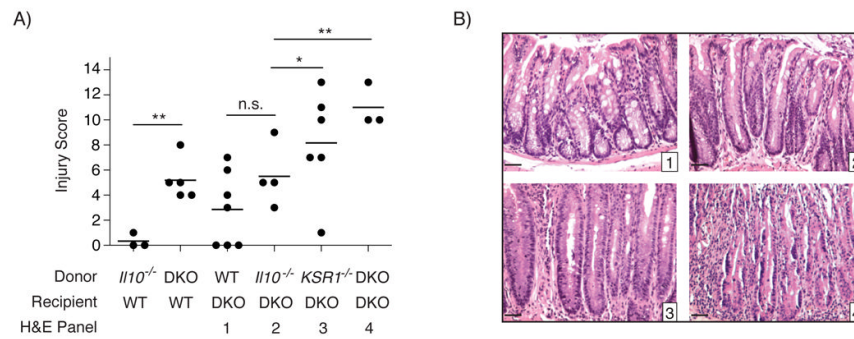 A)
B)
**
*
n.s.
**
14
12
10
8
6
4
2
0
Injury Score
Donor Il10-/- DKO WT Il10-/- KSR1-/- DKO
Recipient WT WT DKO DKO DKO DKO
H&E Panel 1 2 3 4
1
3